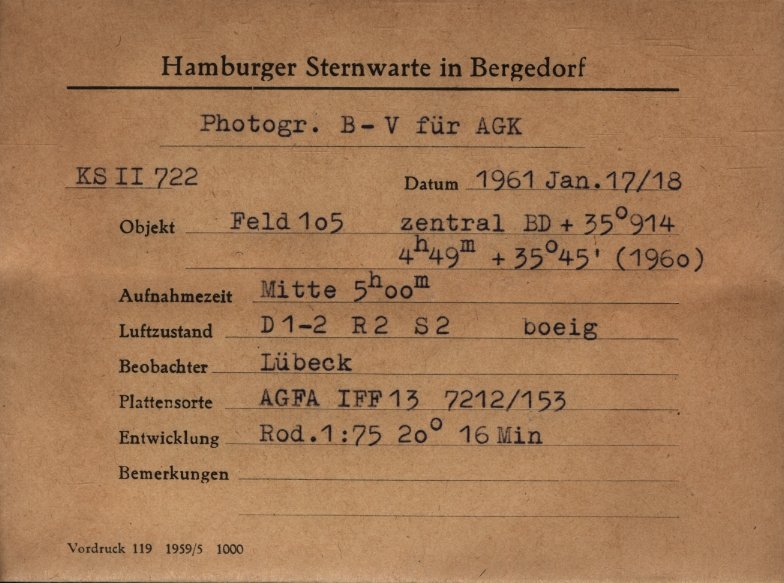 Hamburger Sternwarte in Bergedorf
Photogr. B-V für AGK
KS II 722 Datum 1961 Jan.17/18
Objekt Feld 1o5 zentral BD + 35°914
4ʰ49ᵐ + 35°45' (196o)
Aufnahmezeit Mitte 5ʰooᵐ
Luftzustand D 1-2 R 2 S 2 boeig
Beobachter Lübeck
Plattensorte AGFA IFF 13 7212/153
Entwicklung Rod.1:75 2o° 16 Min
Bemerkungen
Vordruck 119 1959/5 1000